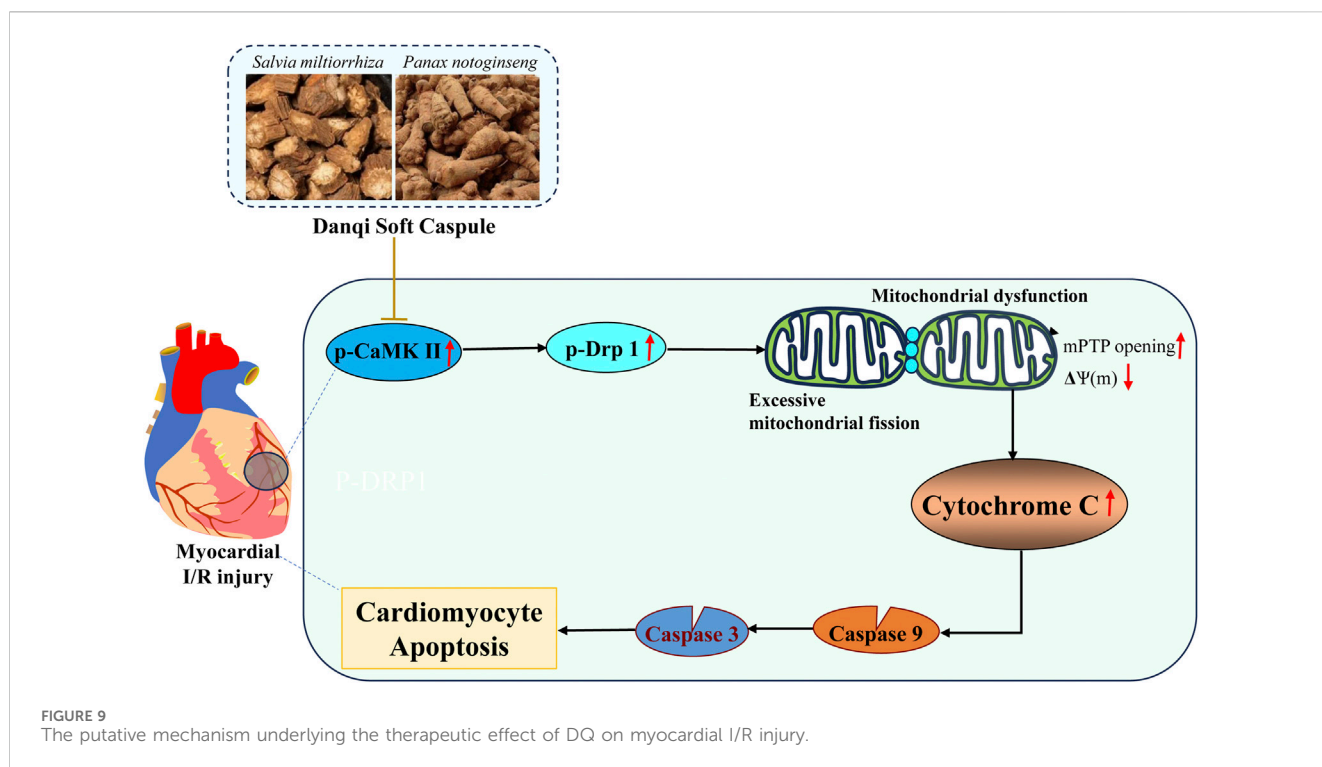 Salvia miltiorrhiza Panax notoginseng
Danqi Soft Caspule
Mitochondrial dysfunction
p-CaMK II
p-Drp 1
mPTP opening
ΔΨ(m)
Excessive
mitochondrial fission
P-DRP1
Cytochrome C
Myocardial
I/R injury
Cardiomyocyte
Apoptosis
Caspase 3
Caspase 9
FIGURE 9
The putative mechanism underlying the therapeutic effect of DQ on myocardial I/R injury.